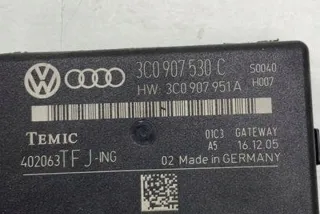 3C0 907 530 C S0040
HW: 3C0 907 951A H007
TEMIC 01C3 GATEWAY
402063TFJ-ING A5 16.12.05
02 MADE IN GERMANY